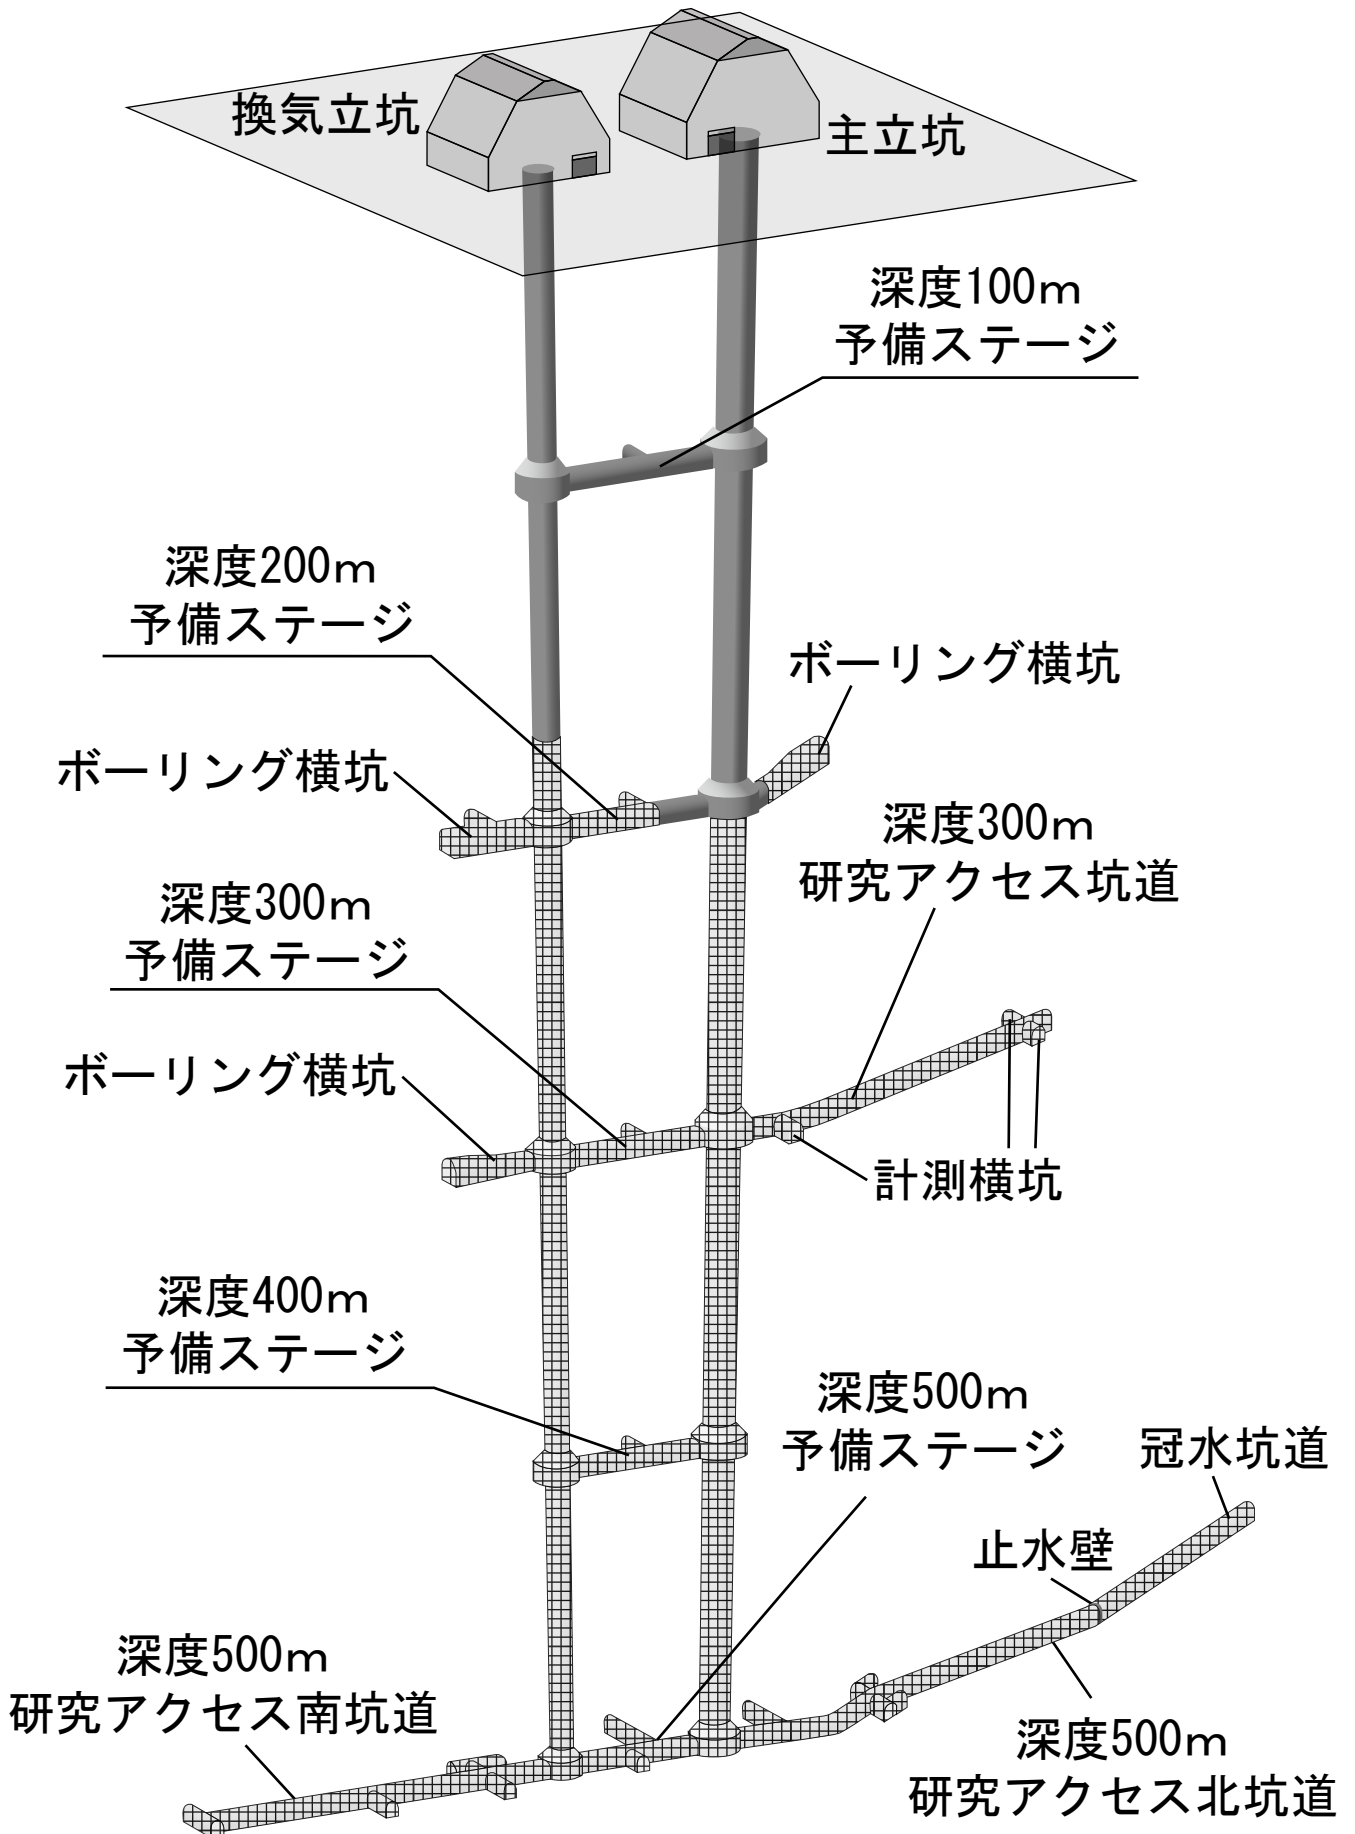 換気立坑
主立坑
深度100m
予備ステージ
深度200m
予備ステージ
ボーリング横坑
ボーリング横坑
深度300m
研究アクセス坑道
深度300m
予備ステージ
ボーリング横坑
計測横坑
深度400m
予備ステージ
深度500m
予備ステージ
冠水坑道
止水壁
深度500m
研究アクセス南坑道
深度500m
研究アクセス北坑道